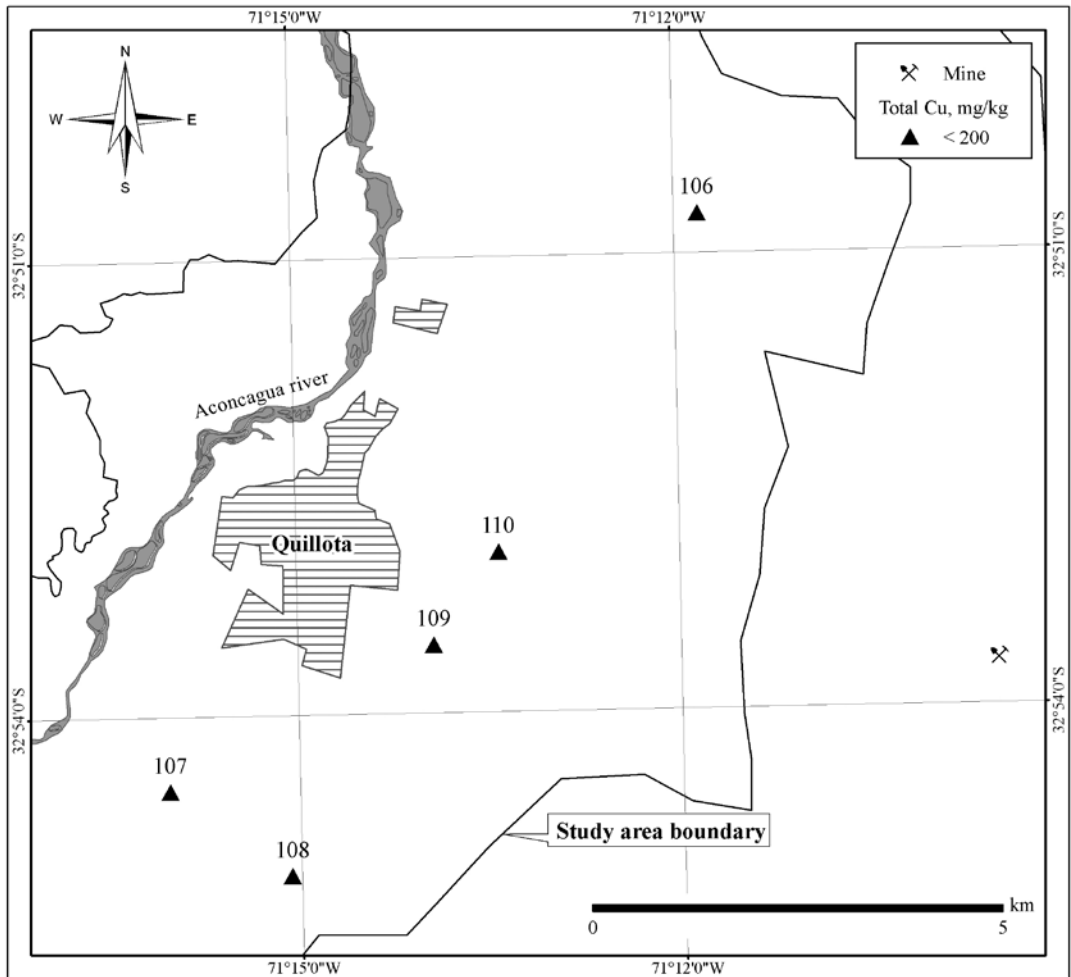 71°15'0"W
71°12'0"W
N
W
E
S
Mine
Total Cu, mg/kg
< 200
106
32°51'0"S
32°51'0"S
Aconcagua river
110
Quillota
109
32°54'0"S
32°54'0"S
107
Study area boundary
108
km
0
5
71°15'0"W
71°12'0"W